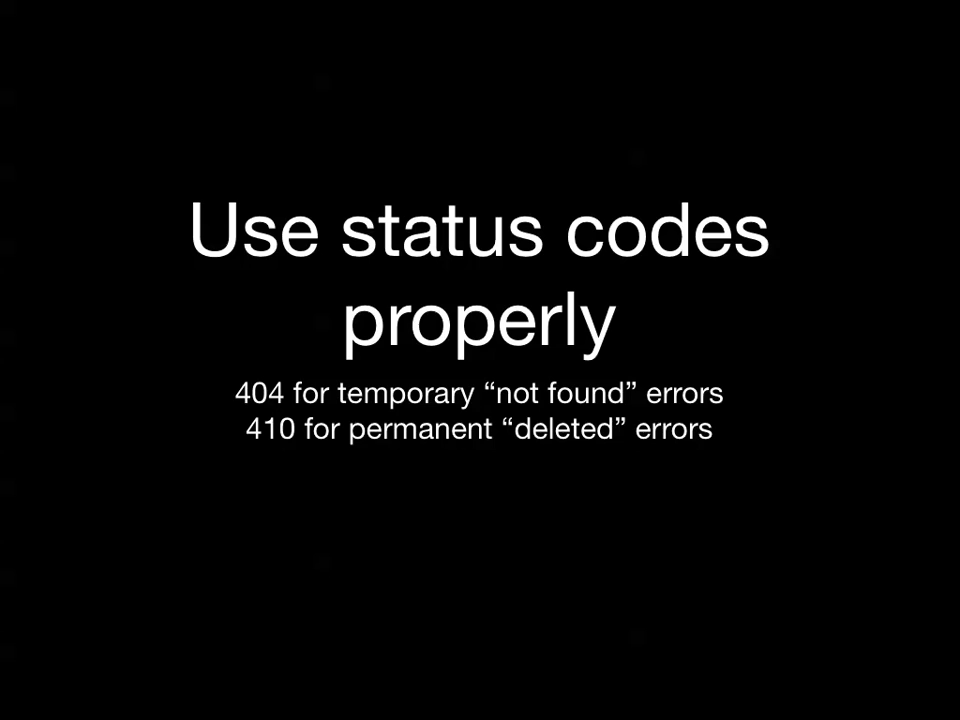 Use status codes
properly
404 for temporary “not found” errors
410 for permanent “deleted” errors